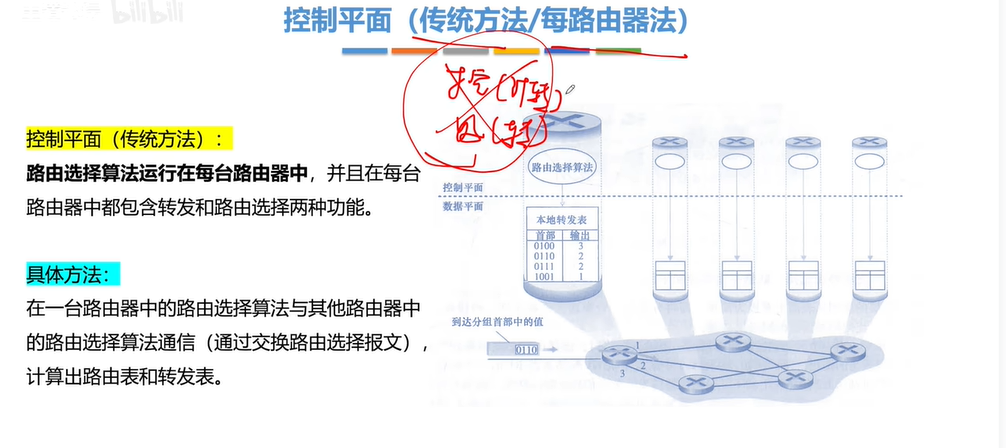 bilibili
控制平面（传统方法/每路由器法）
控制平面（传统方法）：
路由选择算法运行在每台路由器中，并且在每台
路由器中都包含转发和路由选择两种功能。
具体方法：
在一台路由器中的路由选择算法与其他路由器中
的路由选择算法通信（通过交换路由选择报文），
计算出路由表和转发表。
路由选择算法
控制平面
数据平面
本地转发表
首部 输出
0100 3
0110 2
0111 2
1001 1
到达分组首部中的值
0110
1
2
3